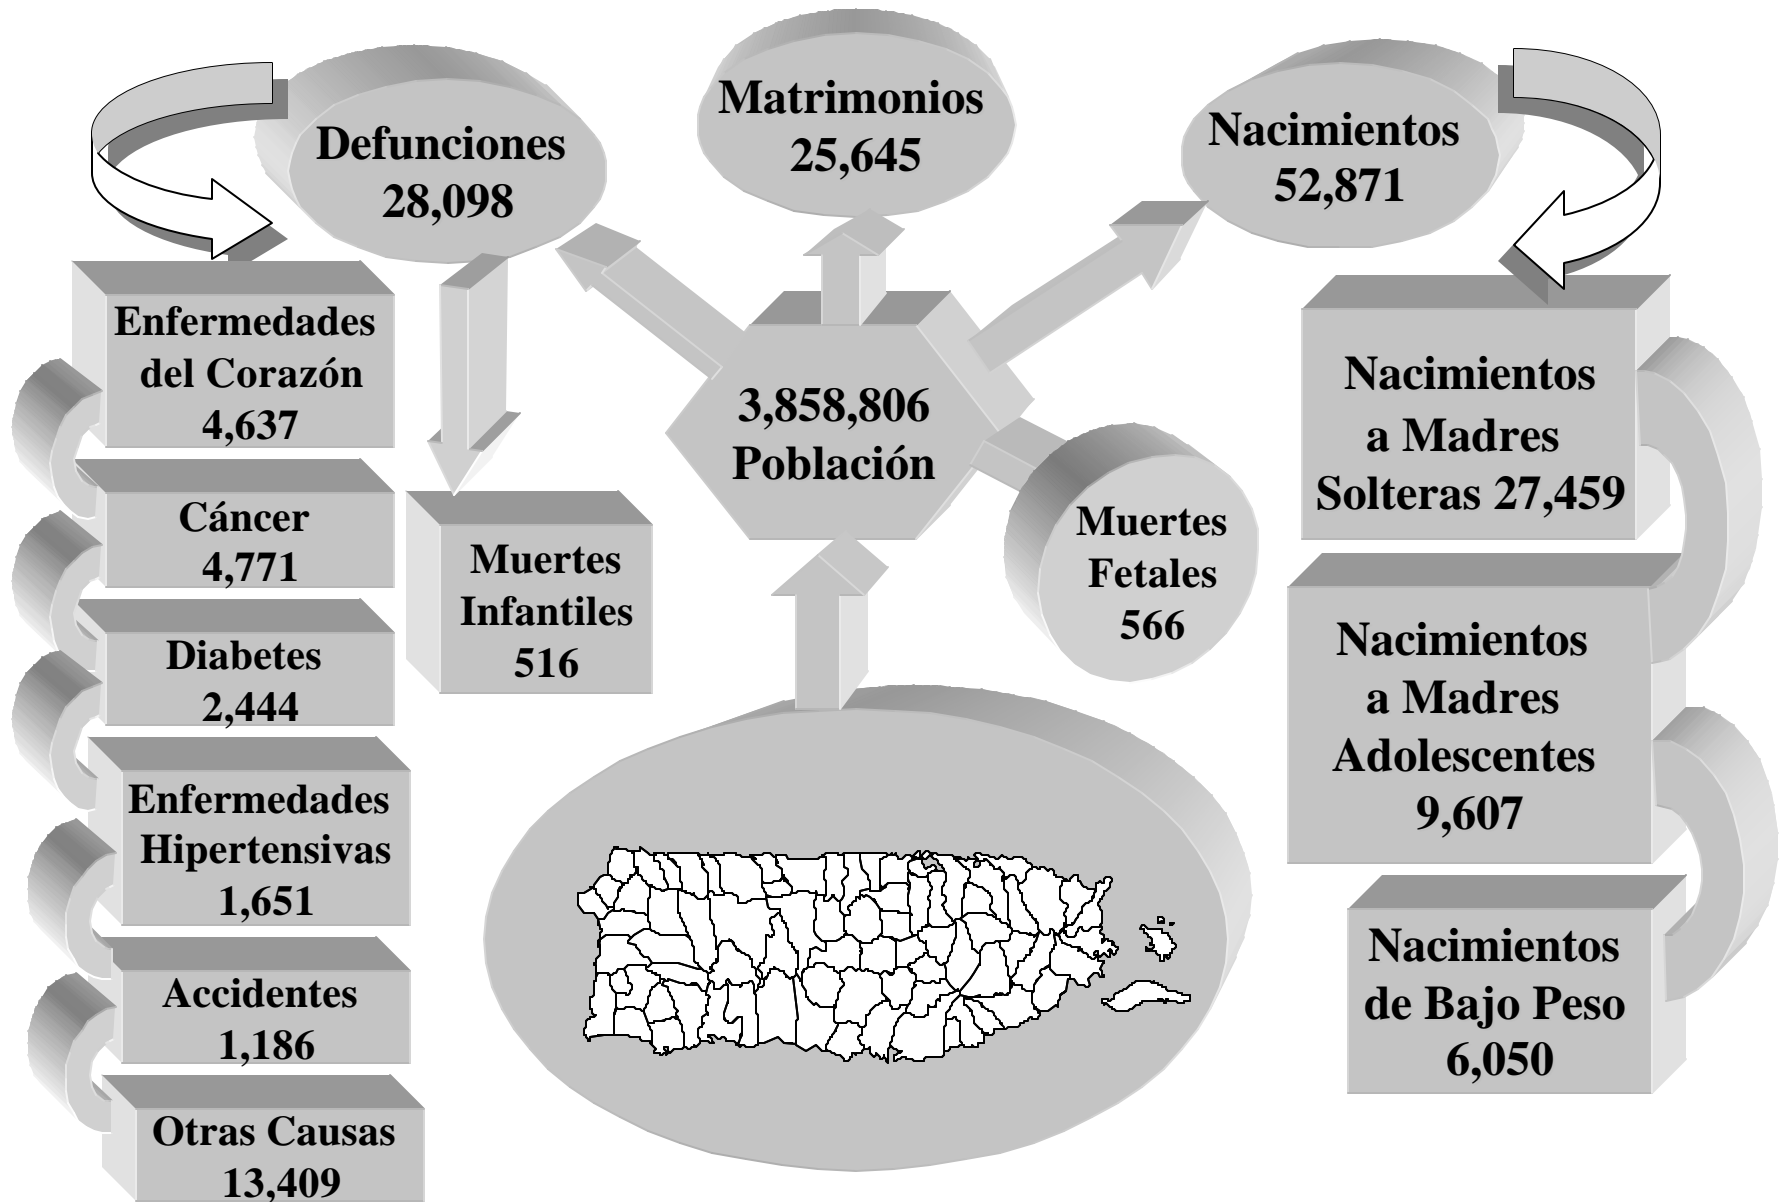 Matrimonios
25,645
Defunciones
28,098
Nacimientos
52,871
Enfermedades
del Corazón
4,637
Cáncer
4,771
Diabetes
2,444
Enfermedades
Hipertensivas
1,651
Accidentes
1,186
Otras Causas
13,409
Muertes
Infantiles
516
3,858,806
Población
Muertes
Fetales
566
Nacimientos
a Madres
Solteras 27,459
Nacimientos
a Madres
Adolescentes
9,607
Nacimientos
de Bajo Peso
6,050